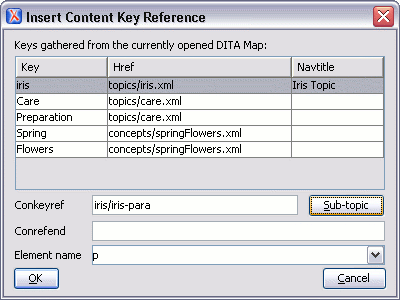 Insert Content Key Reference
Keys gathered from the currently opened DITA Map:
Key Href Navtitle
iris topics/iris.xml Iris Topic
Care topics/care.xml
Preparation topics/care.xml
Spring concepts/springFlowers.xml
Flowers concepts/springFlowers.xml
Conkeyref iris/iris-para Sub-topic
Conrefend
Element name p
OK Cancel